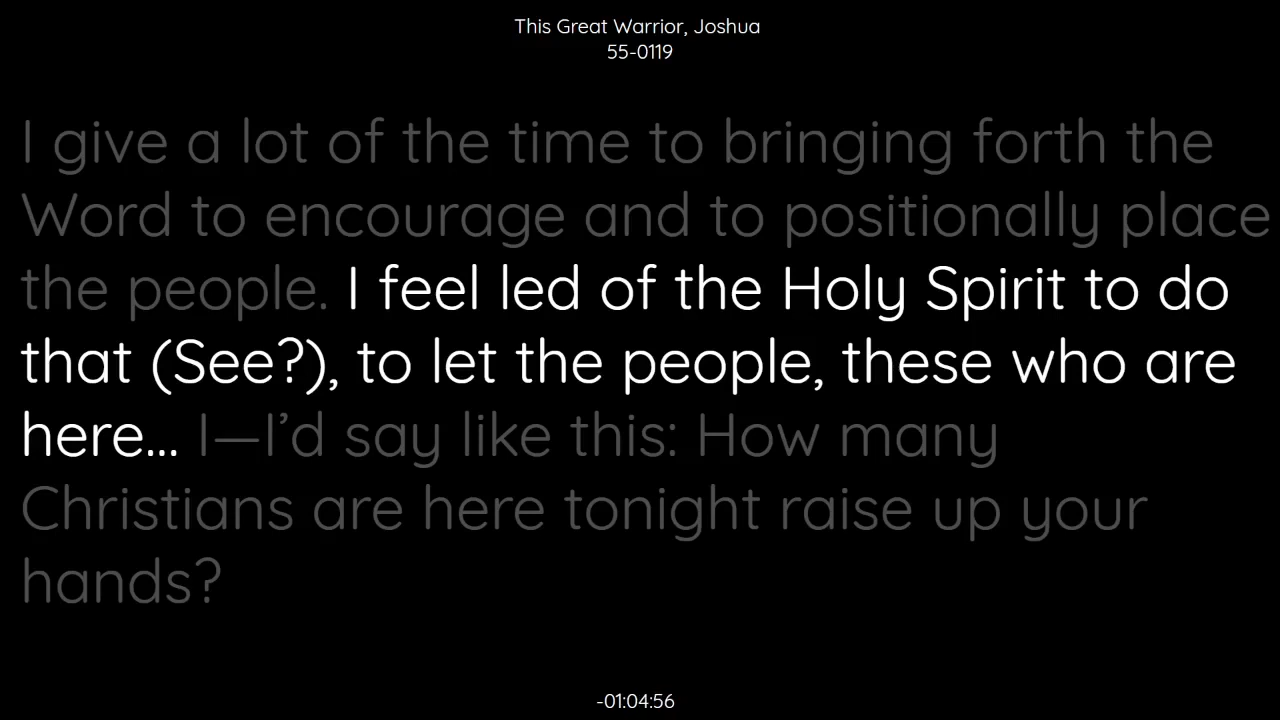 This Great Warrior, Joshua
55-0119
I give a lot of the time to bringing forth the
Word to encourage and to positionally place
the people. I feel led of the Holy Spirit to do
that (See?), to let the people, these who are
here... I—I’d say like this: How many
Christians are here tonight raise up your
hands?
-01:04:56